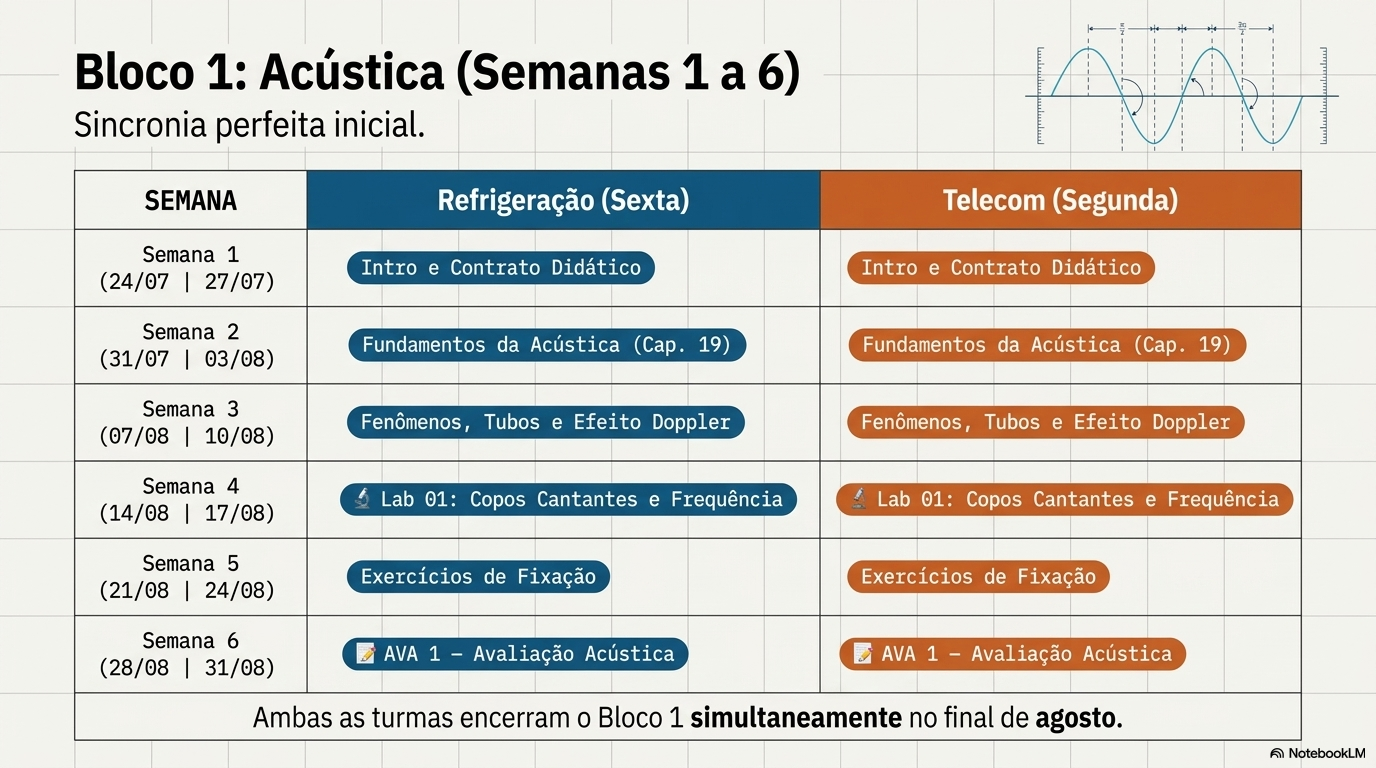 Bloco 1: Acústica (Semanas 1 a 6)
Sincronia perfeita inicial.
SEMANA
Refrigeração (Sexta)
Telecom (Segunda)
Semana 1
(24/07 | 27/07)
Intro e Contrato Didático
Intro e Contrato Didático
Semana 2
(31/07 | 03/08)
Fundamentos da Acústica (Cap. 19)
Fundamentos da Acústica (Cap. 19)
Semana 3
(07/08 | 10/08)
Fenômenos, Tubos e Efeito Doppler
Fenômenos, Tubos e Efeito Doppler
Semana 4
(14/08 | 17/08)
🔬 Lab 01: Copos Cantantes e Frequência
🔬 Lab 01: Copos Cantantes e Frequência
Semana 5
(21/08 | 24/08)
Exercícios de Fixação
Exercícios de Fixação
Semana 6
(28/08 | 31/08)
📝 AVA 1 – Avaliação Acústica
📝 AVA 1 – Avaliação Acústica
Ambas as turmas encerram o Bloco 1 simultaneamente no final de agosto.
NotebookLM